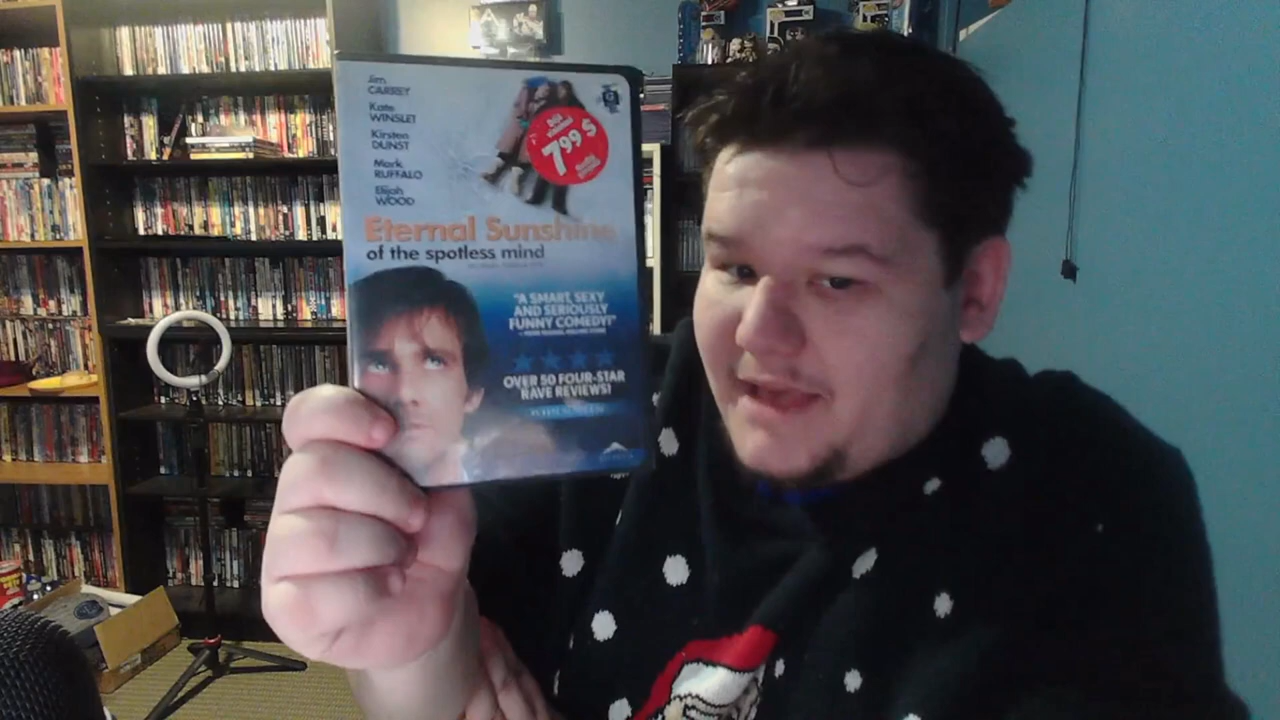 Jim
CARREY
Kate
WINSLET
Kirsten
DUNST
Mark
RUFFALO
Elijah
WOOD
7.99 $
Eternal Sunshine
of the spotless mind
"A SMART, SEXY
AND SERIOUSLY
FUNNY COMEDY!"
OVER 50 FOUR-STAR
RAVE REVIEWS!